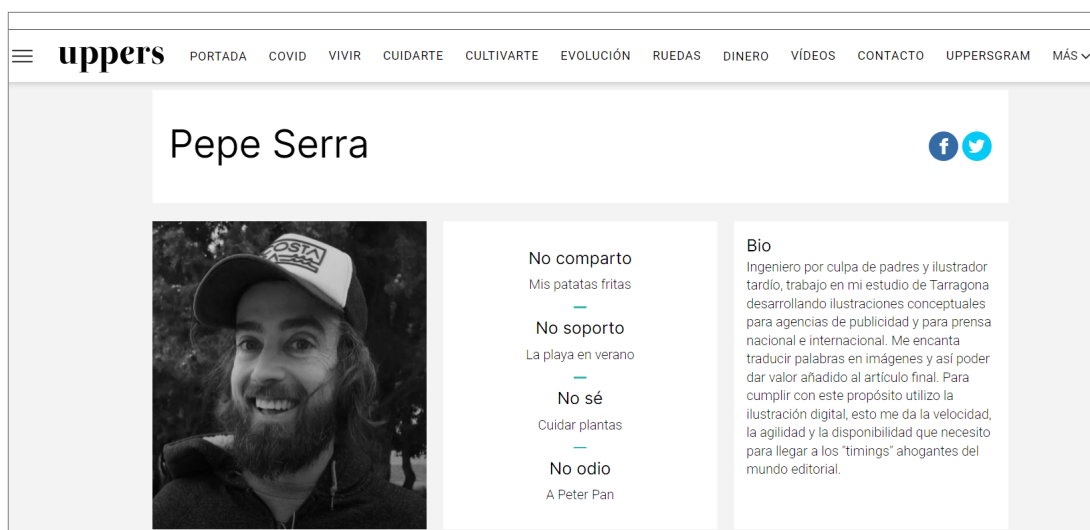 uppers PORTADA COVID VIVIR CUIDARTE CULTIVARTE EVOLUCIÓN RUEDAS DINERO VÍDEOS CONTACTO UPPERSGRAM MÁS
Pepe Serra
No comparto
Mis patatas fritas
No soporto
La playa en verano
No sé
Cuidar plantas
No odio
A Peter Pan
Bio
Ingeniero por culpa de padres y ilustrador
tardío, trabajo en mi estudio de Tarragona
desarrollando ilustraciones conceptuales
para agencias de publicidad y para prensa
nacional e internacional. Me encanta
traducir palabras en imágenes y así poder
dar valor añadido al artículo final. Para
cumplir con este propósito utilizo la
ilustración digital, esto me da la velocidad,
la agilidad y la disponibilidad que necesito
para llegar a los "timings" ahogantes del
mundo editorial.